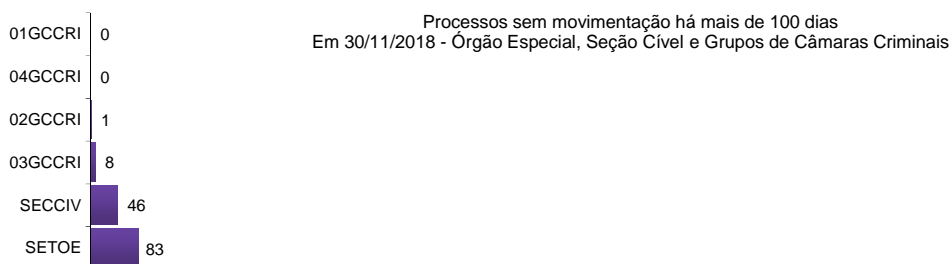 Processos sem movimentação há mais de 100 dias
Em 30/11/2018 - Órgão Especial, Seção Cível e Grupos de Câmaras Criminais
01GCCRI 0
04GCCRI 0
02GCCRI 1
03GCCRI 8
SECCIV 46
SETOE 83